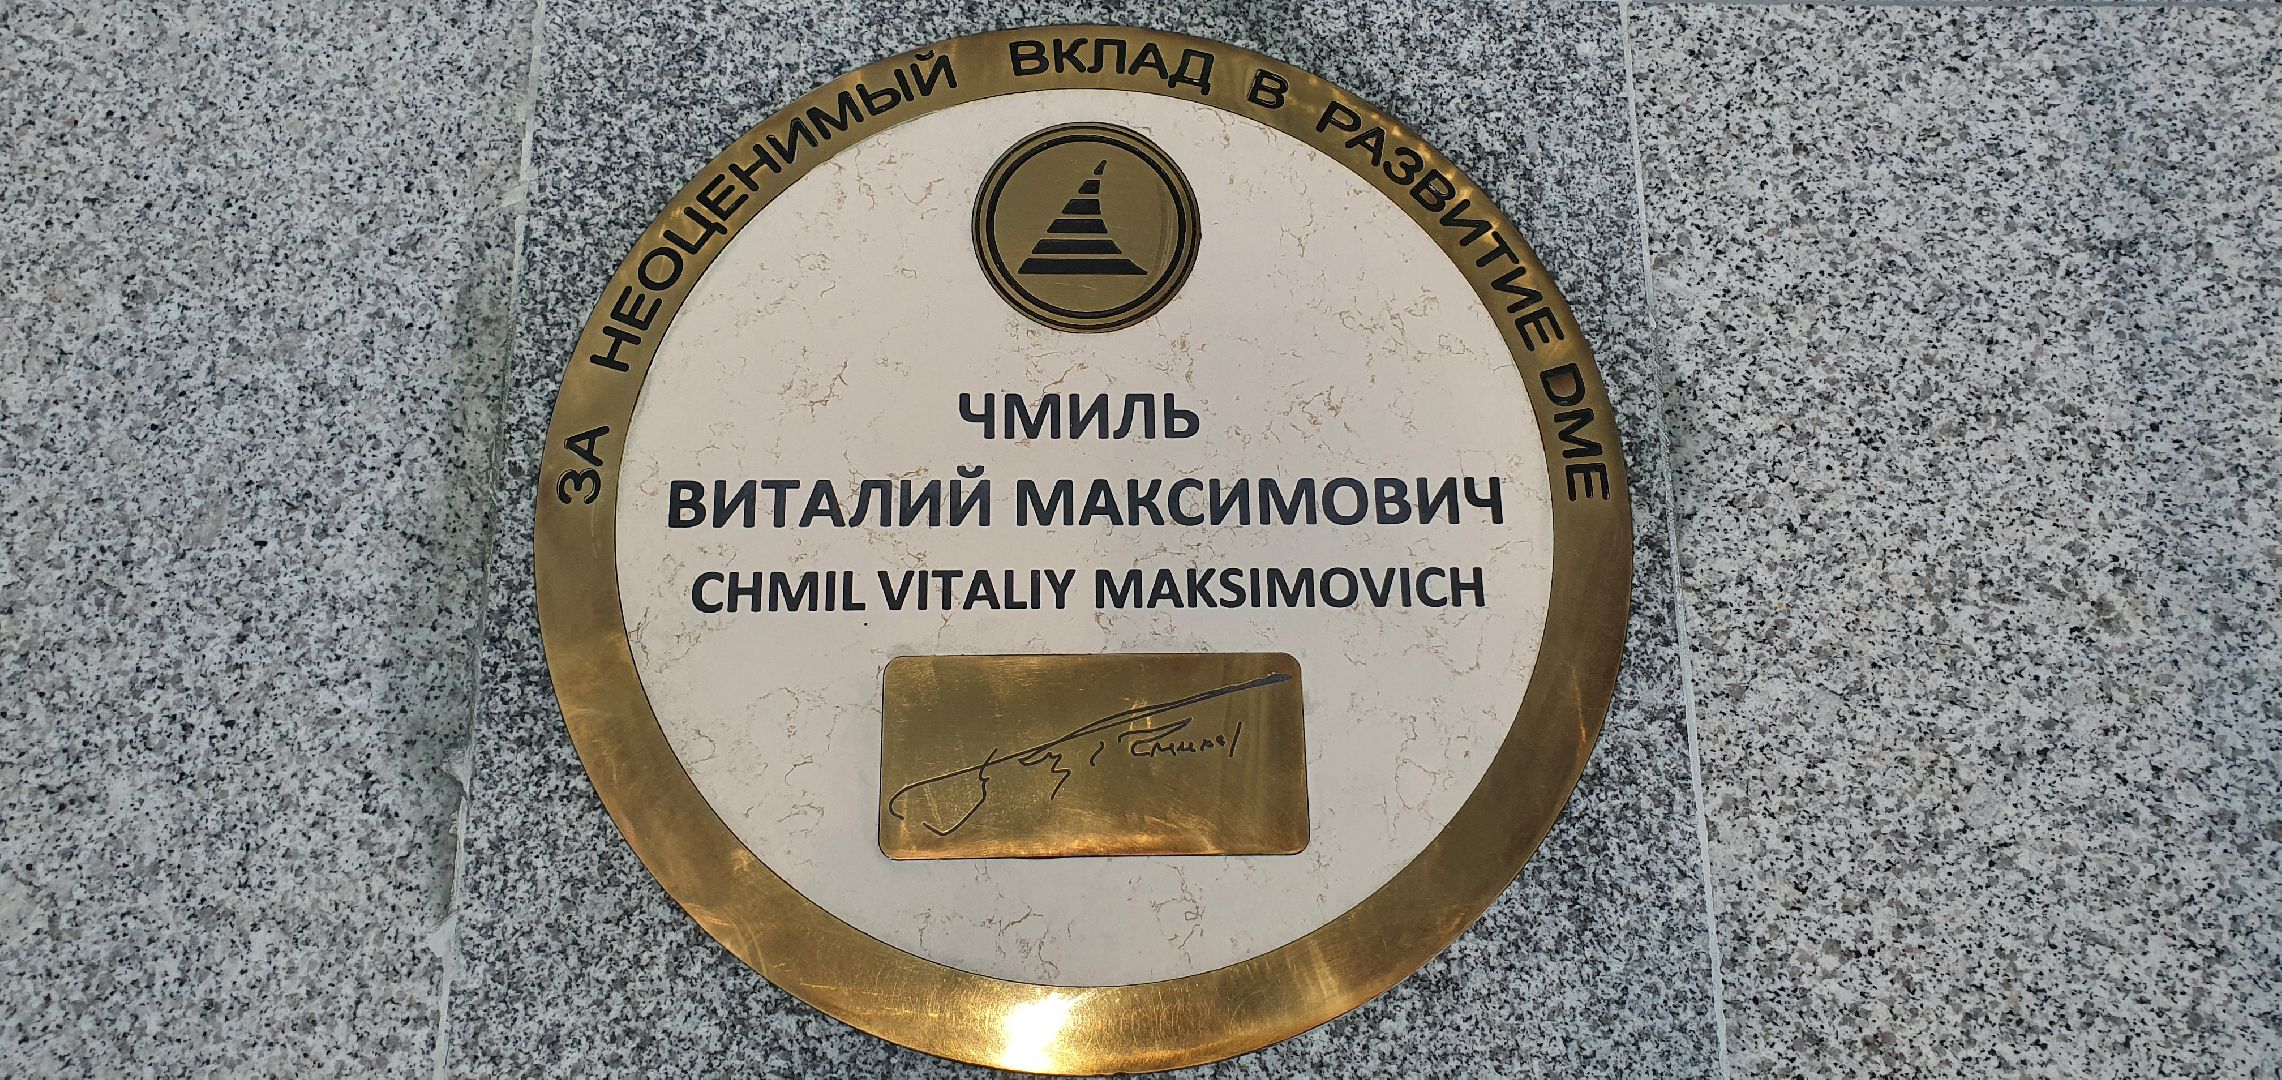 ЗА НЕОЦЕНИМЫЙ ВКЛАД В РАЗВИТИЕ DME
ЧМИЛЬ
ВИТАЛИЙ МАКСИМОВИЧ
CHMIL VITALIY MAKSIMOVICH